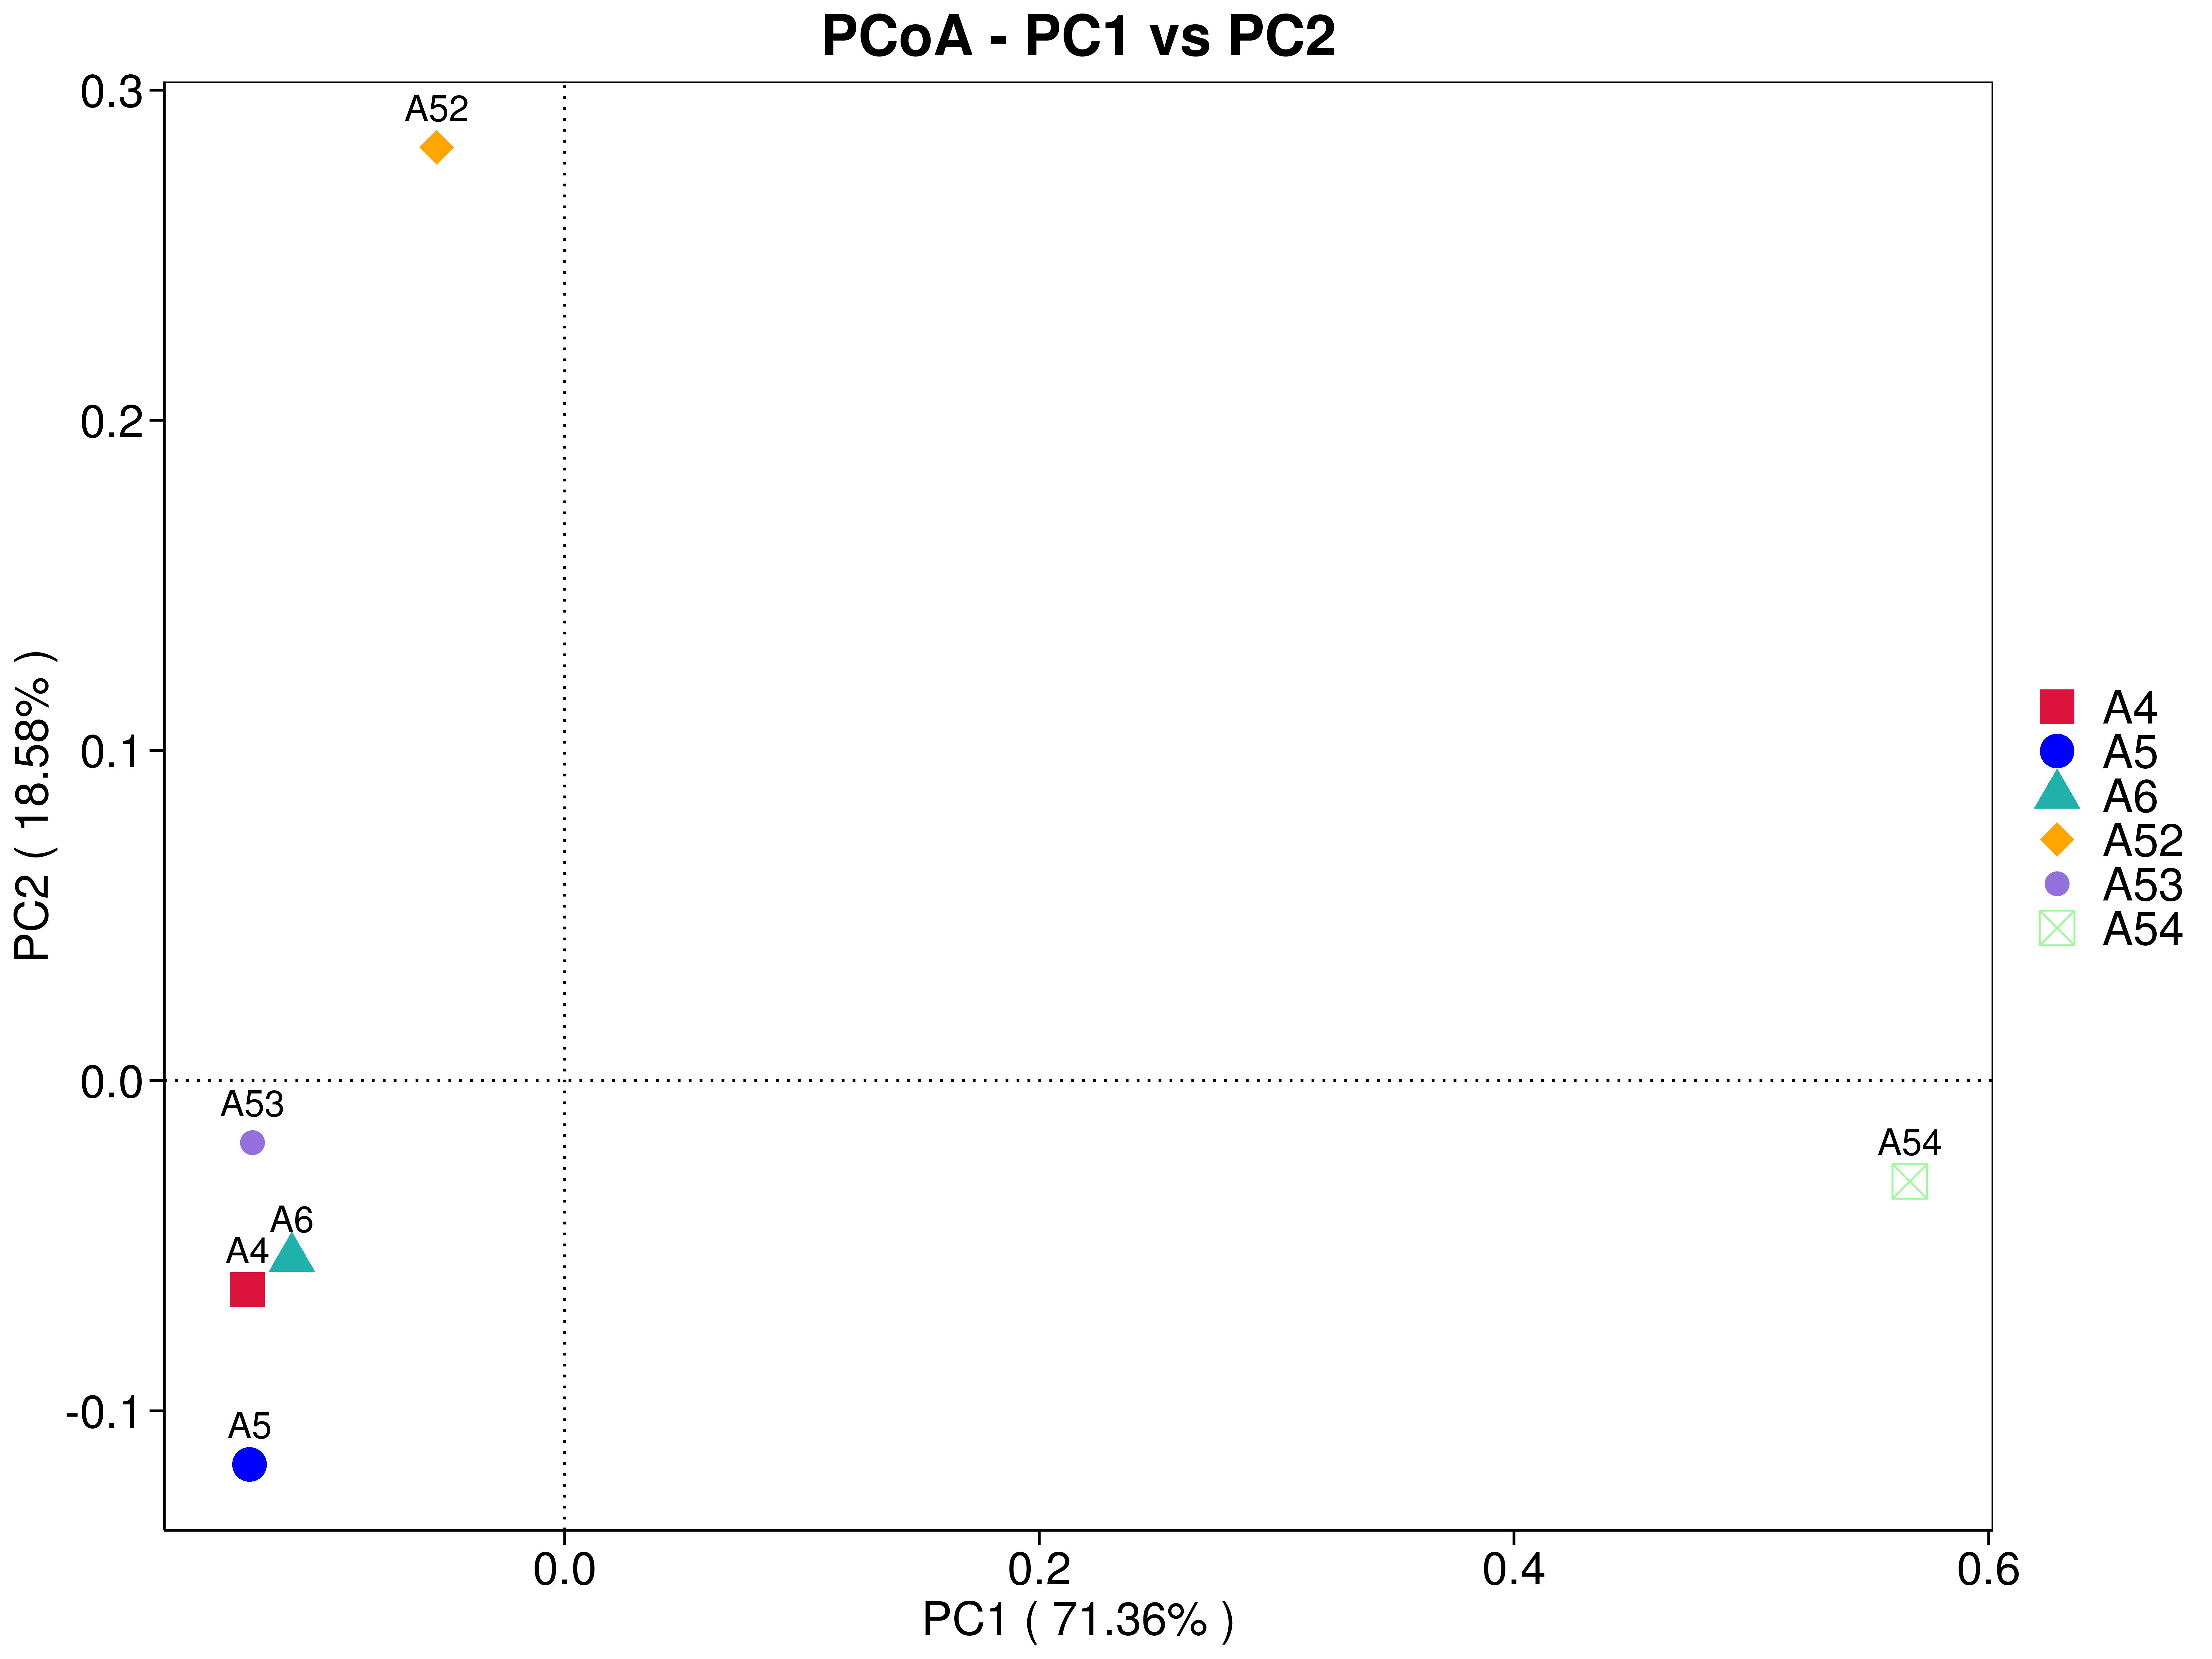 PCoA - PC1 vs PC2
0.3
0.2
0.1
0.0
-0.1
PC2 ( 18.58% )
A52
A53
A6
A4
A5
A54
0.0 0.2 0.4 0.6
PC1 ( 71.36% )
A4
A5
A6
A52
A53
A54